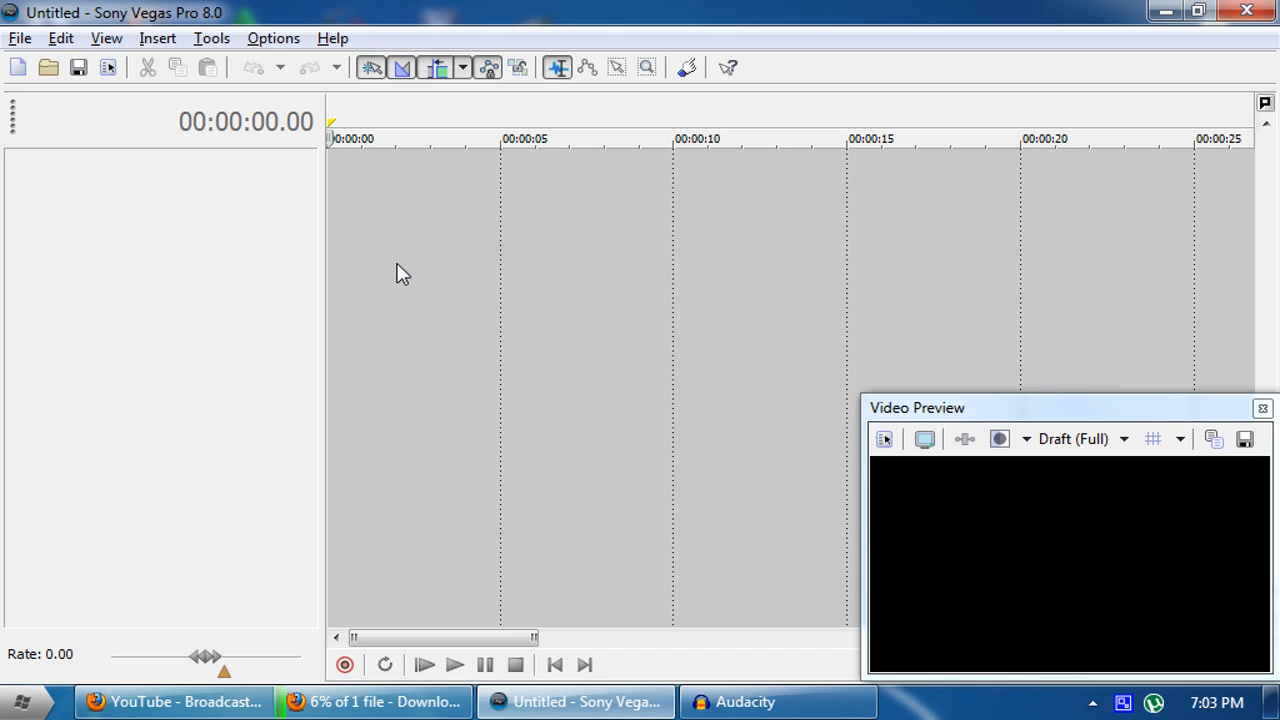 Untitled - Sony Vegas Pro 8.0
File Edit View Insert Tools Options Help
00:00:00.00
00:00:00 00:00:05 00:00:10 00:00:15 00:00:20 00:00:25
Video Preview
Draft (Full)
Rate: 0.00
YouTube - Broadcast... 6% of 1 file - Downlo... Untitled - Sony Vega... Audacity 7:03 PM